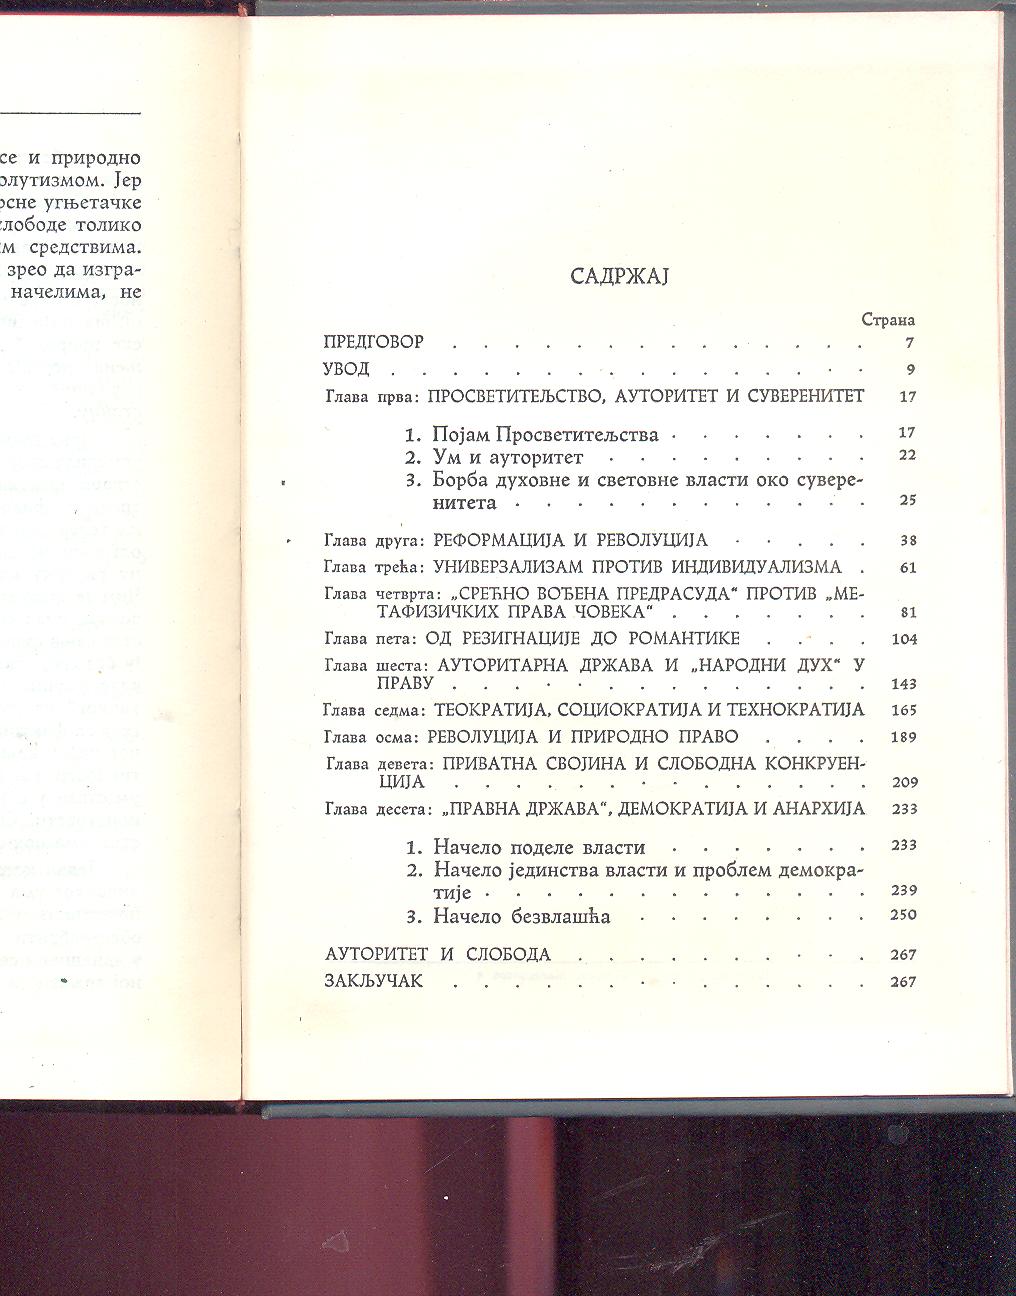 се и природно
олутизмом. Јер
рсне угњетачке
слободе толико
им средствима.
зрео да изгра-
начелима, не
САДРЖАЈ
Страна
ПРЕДГОВОР . . . . . . . . . . . . . . 7
УВОД . . . . . . . . . . . . . . . . 9
Глава прва: ПРОСВЕТИТЕЉСТВО, АУТОРИТЕТ И СУВЕРЕНИТЕТ 17
1. Појам Просветитељства . . . . . . . 17
2. Ум и ауторитет . . . . . . . . . 22
3. Борба духовне и световне власти око сувере-
нитета . . . . . . . . . . . . . 25
Глава друга: РЕФОРМАЦИЈА И РЕВОЛУЦИЈА . . . . . 38
Глава трећа: УНИВЕРЗАЛИЗАМ ПРОТИВ ИНДИВИДУАЛИЗМА . 61
Глава четврта: „СРЕЋНО ВОЂЕНА ПРЕДРАСУДА“ ПРОТИВ „МЕ-
ТАФИЗИЧКИХ ПРАВА ЧОВЕКА“ . . . . . . . 81
Глава пета: ОД РЕЗИГНАЦИЈЕ ДО РОМАНТИКЕ . . . . 104
Глава шеста: АУТОРИТАРНА ДРЖАВА И „НАРОДНИ ДУХ“ У
ПРАВУ . . . . . . . . . . . . . . 143
Глава седма: ТЕОКРАТИЈА, СОЦИОКРАТИЈА И ТЕХНОКРАТИЈА 165
Глава осма: РЕВОЛУЦИЈА И ПРИРОДНО ПРАВО . . . . 189
Глава девета: ПРИВАТНА СВОЈИНА И СЛОБОДНА КОНКРУЕН-
ЦИЈА . . . . . . . . . . . . . . 209
Глава десета: „ПРАВНА ДРЖАВА“, ДЕМОКРАТИЈА И АНАРХИЈА 233
1. Начело поделе власти . . . . . . . 233
2. Начело јединства власти и проблем демокра-
тије . . . . . . . . . . . . . . 239
3. Начело безвлашћа . . . . . . . . 250
АУТОРИТЕТ И СЛОБОДА . . . . . . . . . . 267
ЗАКЉУЧАК . . . . . . . . . . . . . . 267